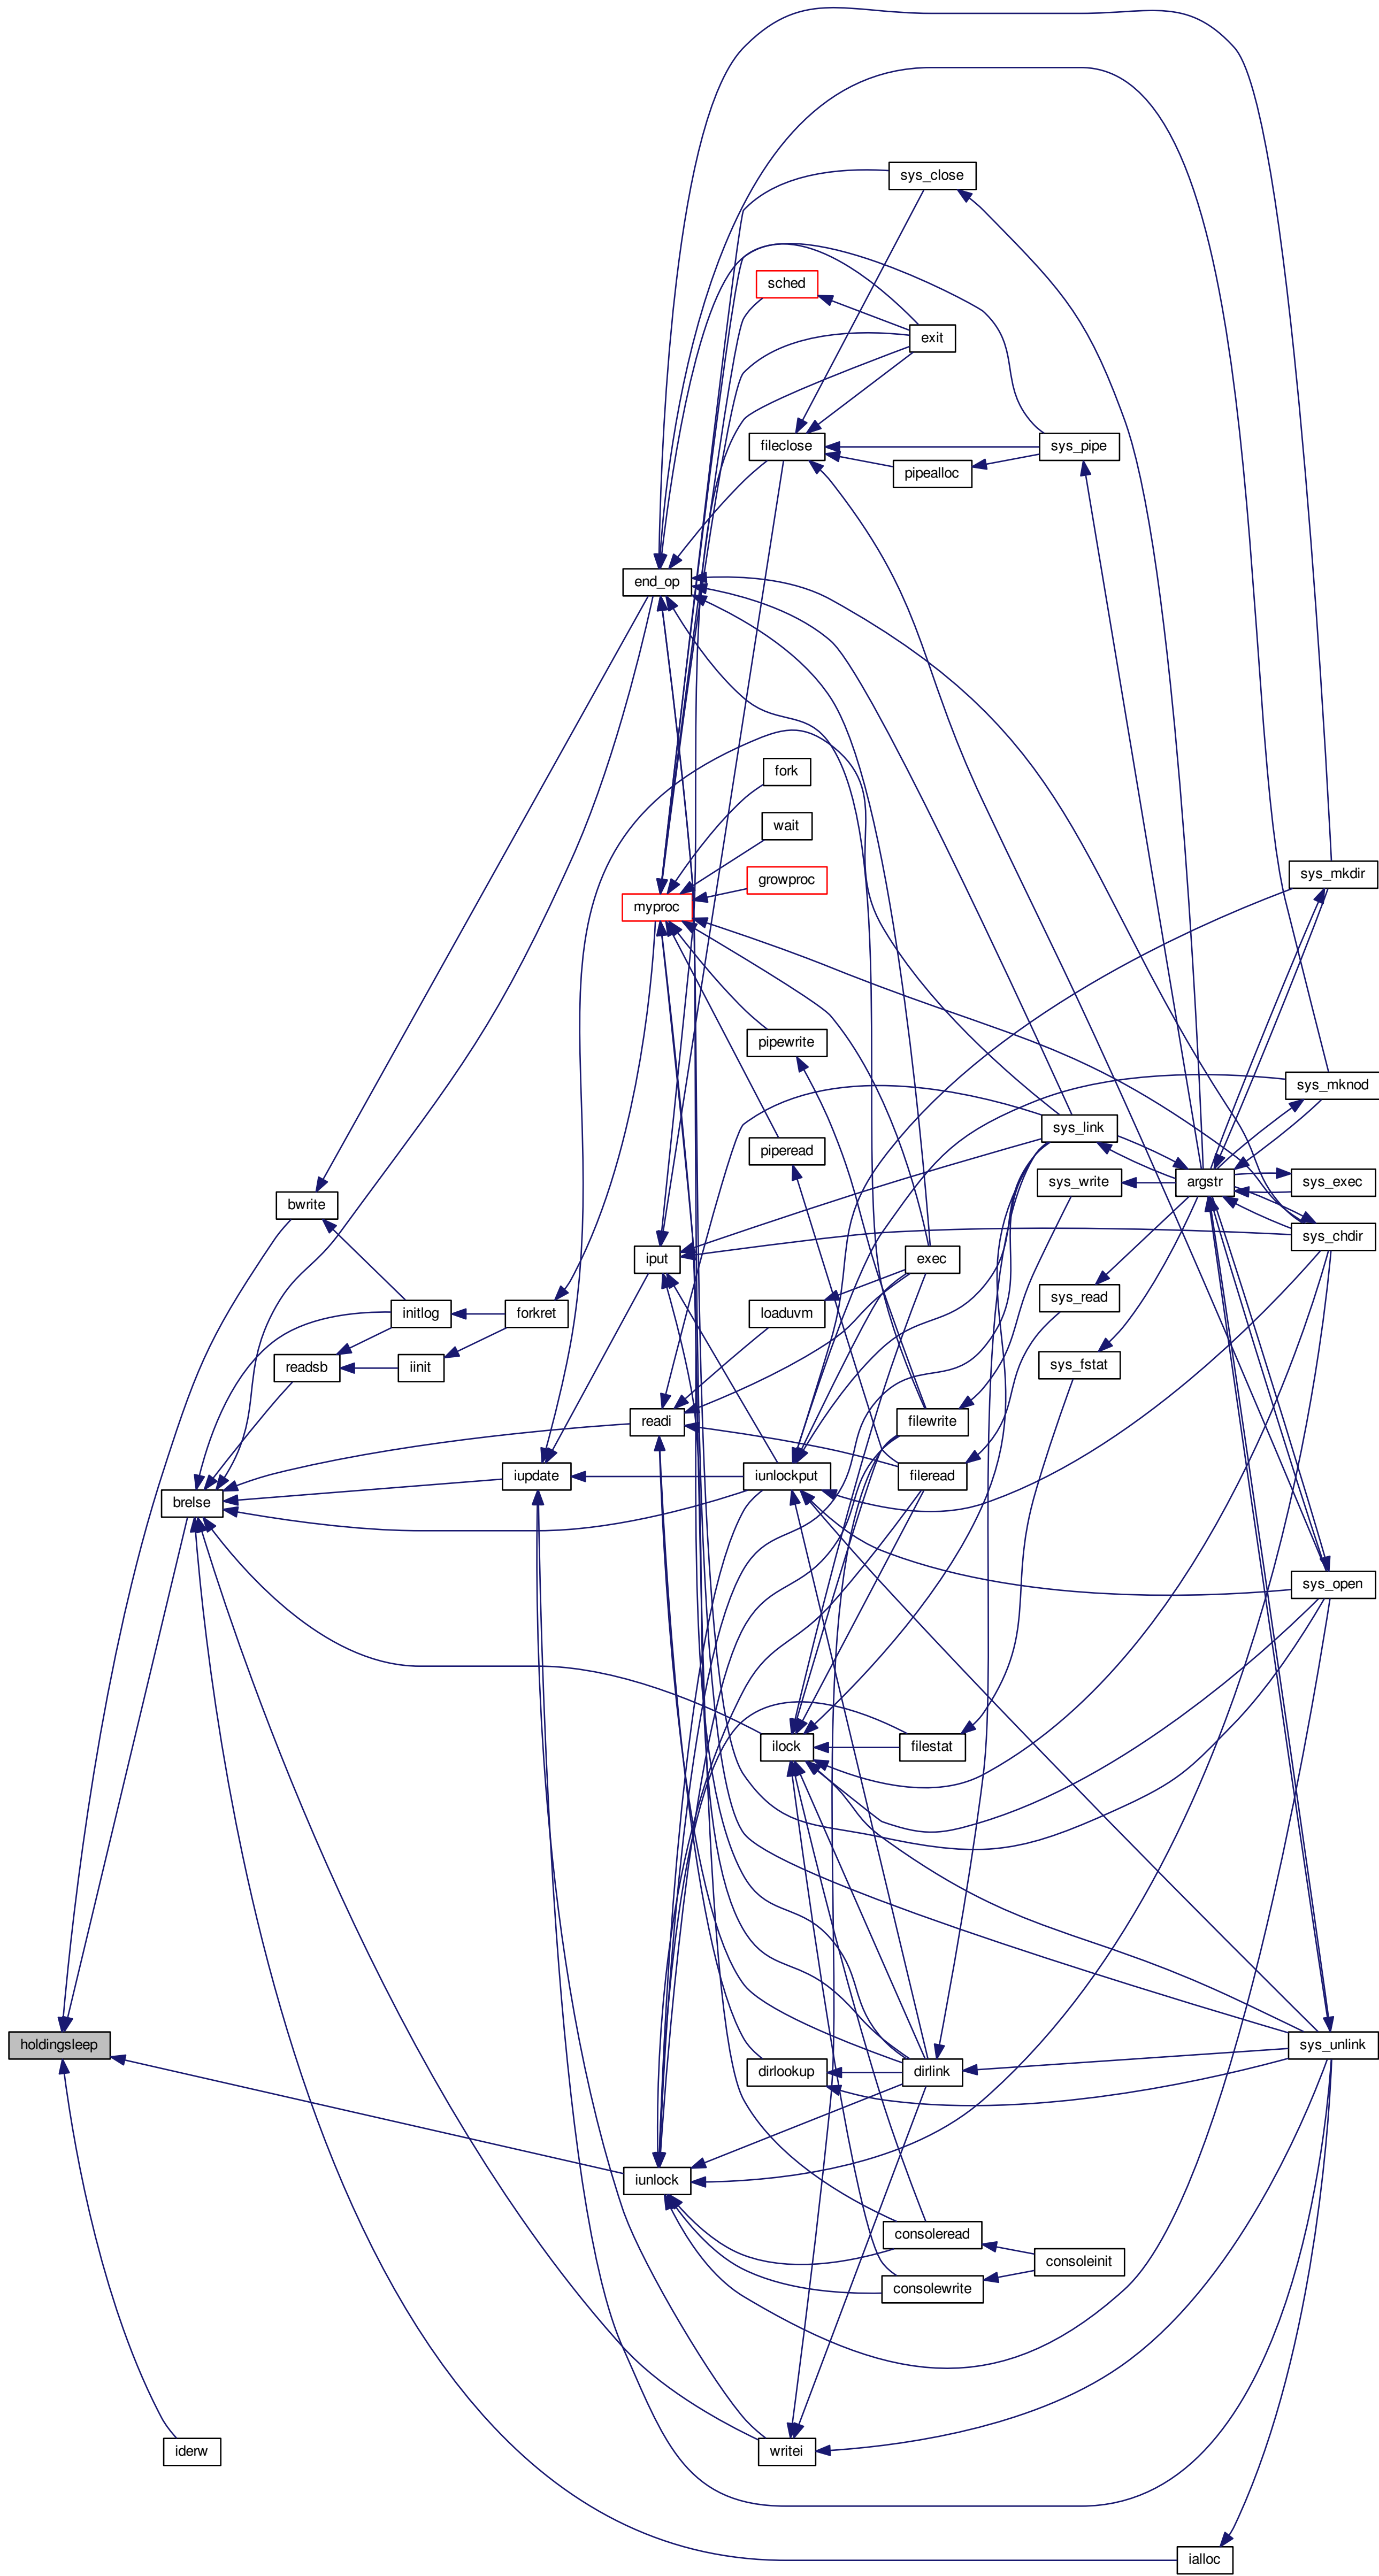 sys_close
sched
exit
fileclose
sys_pipe
pipealloc
end_op
fork
wait
sys_mkdir
growproc
myproc
pipewrite
sys_mknod
sys_link
piperead
sys_write
argstr
sys_exec
bwrite
sys_chdir
iput
exec
sys_read
initlog
forkret
loaduvm
readsb
iinit
sys_fstat
readi
filewrite
iupdate
iunlockput
fileread
brelse
sys_open
ilock
filestat
holdingsleep
sys_unlink
dirlookup
dirlink
iunlock
consoleread
consoleinit
consolewrite
iderw
writei
ialloc